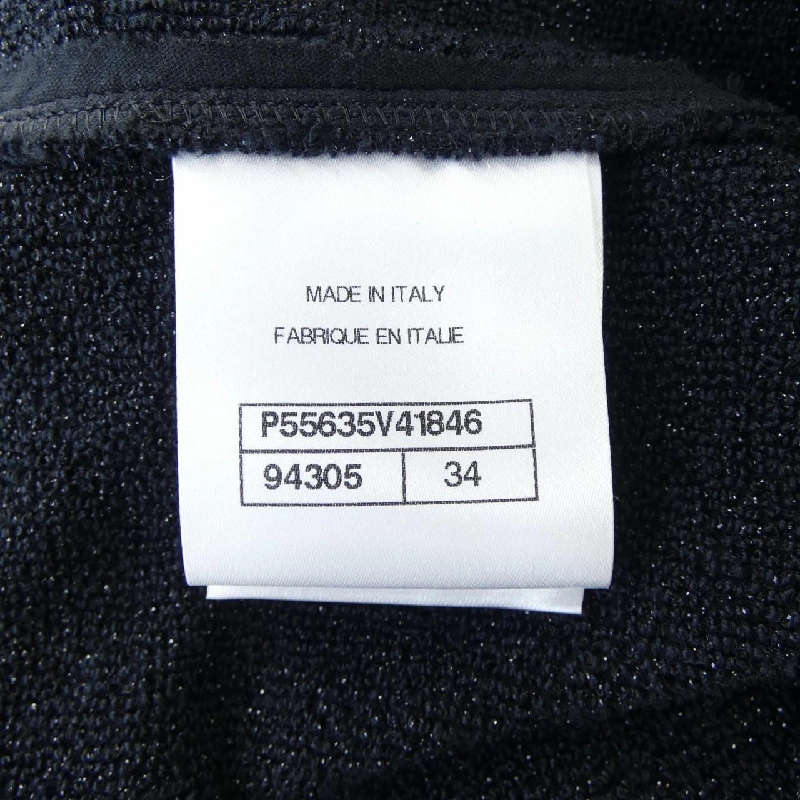 MADE IN ITALY
FABRIQUE EN ITALIE
P55635V41846
94305 34